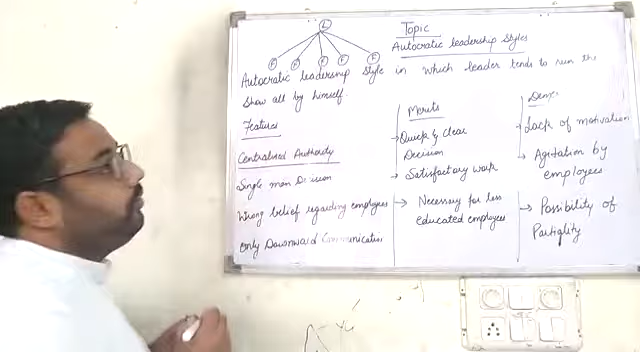 L
Topic
Autocratic leadership Styles
F F F F F
Autocratic leadership style in which leader tends to run the
Show all by himself.
Features
Centralised Authority
Single man Decision
Wrong belief regarding employees
only Downward Communication
Merits
→Quick & clear
Decision
→ Satisfactory work
→ Necessary for less
educated employees
→ Lack of motivation
→ Agitation by
employees
→ Possibility of
Partiality